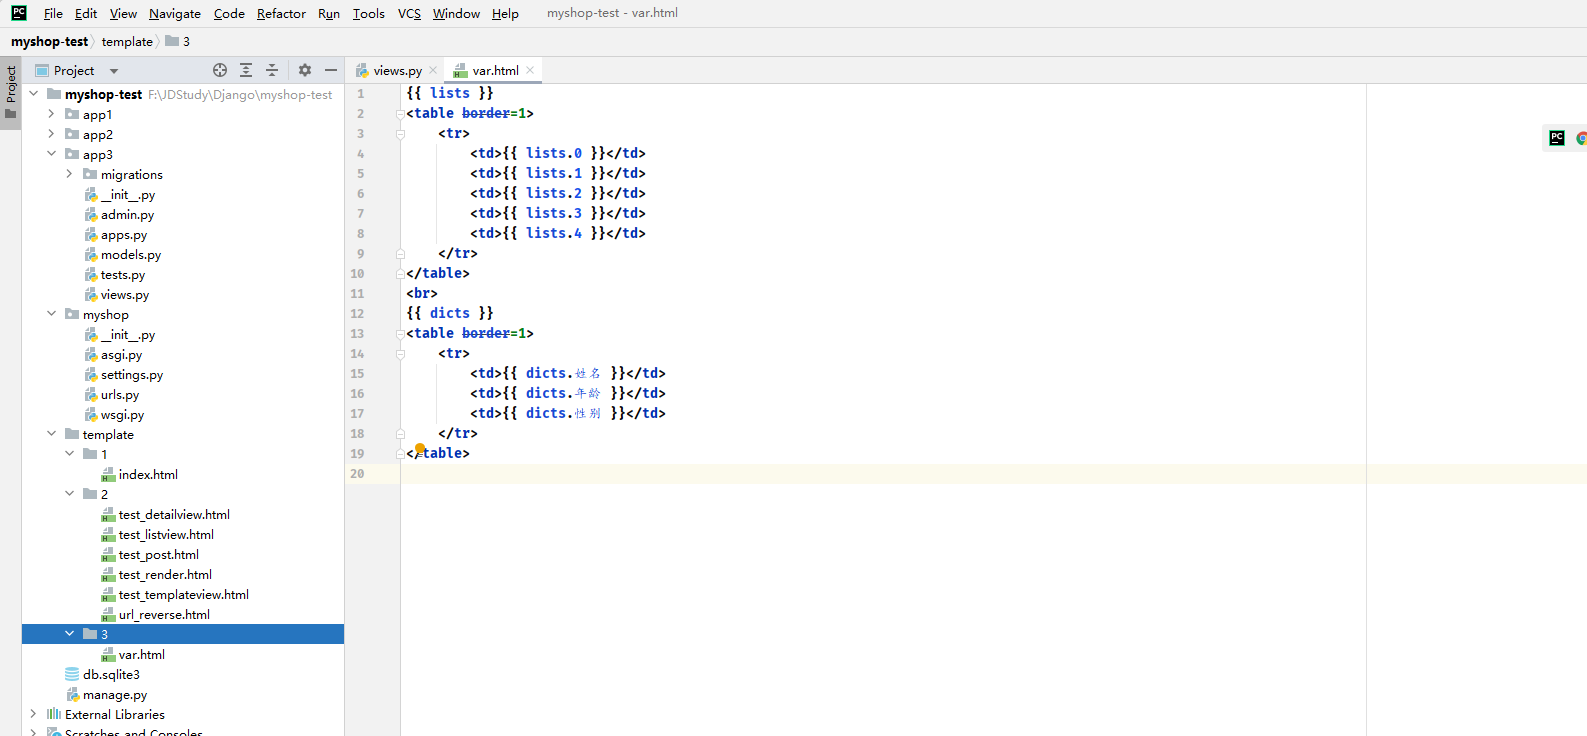 PC File Edit View Navigate Code Refactor Run Tools VCS Window Help myshop-test - var.html
myshop-test template 3
Project
Project
myshop-test F:\JDStudy\Django\myshop-test
app1
app2
app3
migrations
__init__.py
admin.py
apps.py
models.py
tests.py
views.py
myshop
__init__.py
asgi.py
settings.py
urls.py
wsgi.py
template
1
index.html
2
test_detailview.html
test_listview.html
test_post.html
test_render.html
test_templateview.html
url_reverse.html
3
var.html
db.sqlite3
manage.py
External Libraries
Scratches and Consoles
views.py var.html
1 {{ lists }}
2 <table border=1>
3 <tr>
4 <td>{{ lists.0 }}</td>
5 <td>{{ lists.1 }}</td>
6 <td>{{ lists.2 }}</td>
7 <td>{{ lists.3 }}</td>
8 <td>{{ lists.4 }}</td>
9 </tr>
10 </table>
11 <br>
12 {{ dicts }}
13 <table border=1>
14 <tr>
15 <td>{{ dicts.姓名 }}</td>
16 <td>{{ dicts.年龄 }}</td>
17 <td>{{ dicts.性别 }}</td>
18 </tr>
19 </table>
20
PC